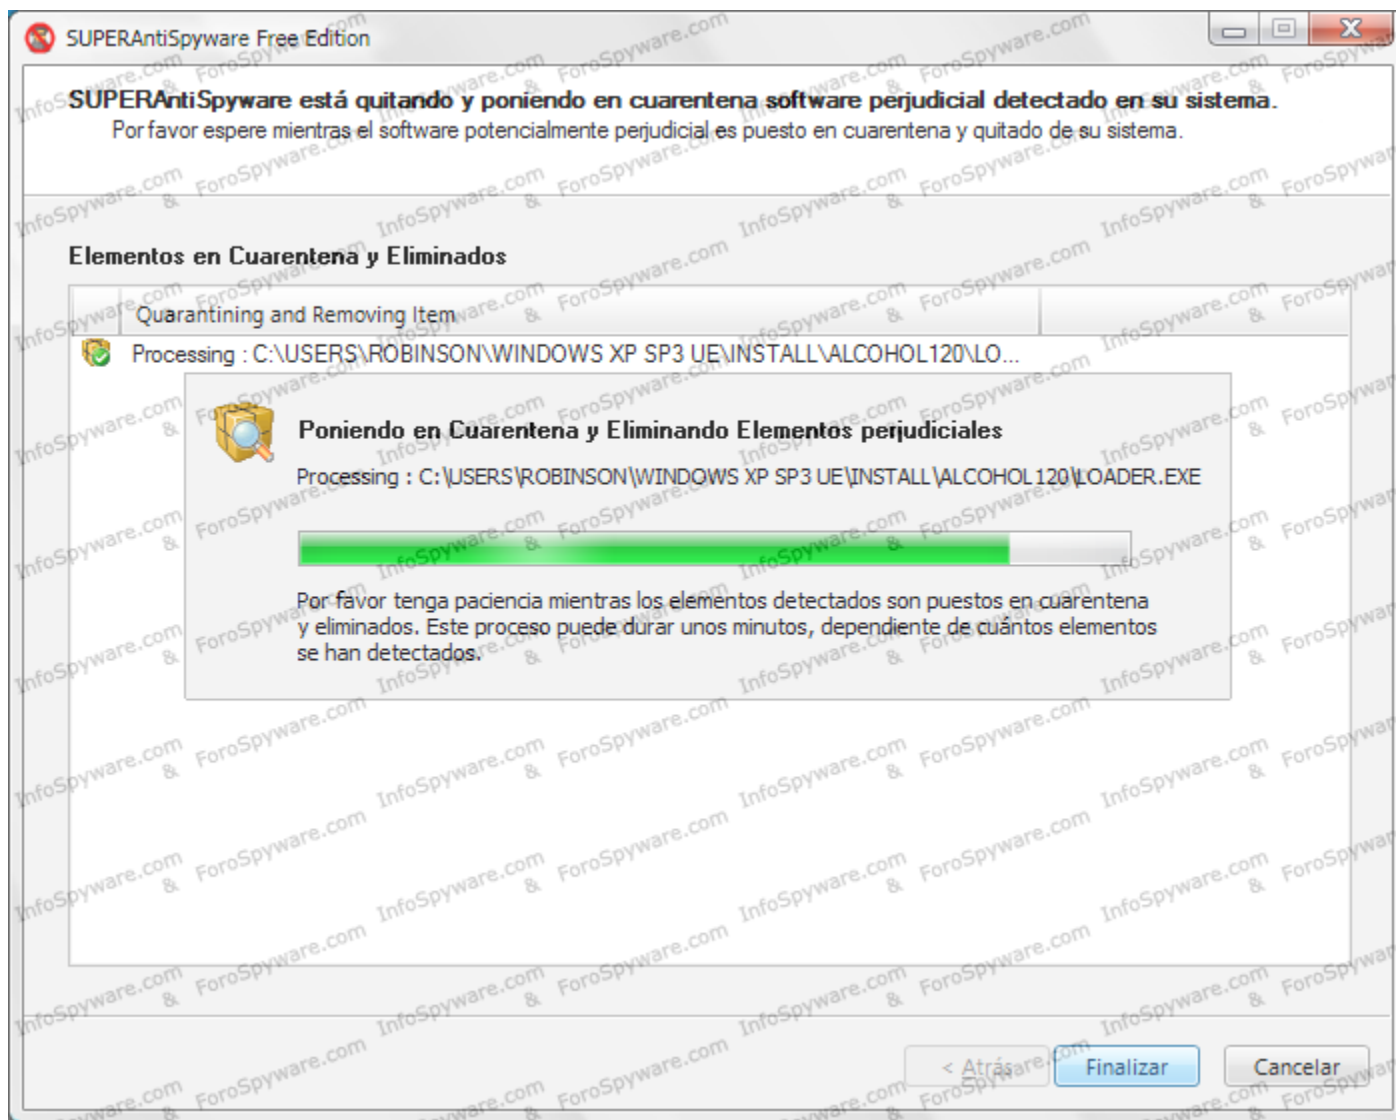 SUPERAntiSpyware Free Edition
SUPERAntiSpyware está quitando y poniendo en cuarentena software perjudicial detectado en su sistema.
Por favor espere mientras el software potencialmente perjudicial es puesto en cuarentena y quitado de su sistema.
Elementos en Cuarentena y Eliminados
Quarantining and Removing Item
Processing : C:\USERS\ROBINSON\WINDOWS XP SP3 UE\INSTALL\ALCOHOL120\LO...
Poniendo en Cuarentena y Eliminando Elementos perjudiciales
Processing : C:\USERS\ROBINSON\WINDOWS XP SP3 UE\INSTALL\ALCOHOL120\LOADER.EXE
Por favor tenga paciencia mientras los elementos detectados son puestos en cuarentena
y eliminados. Este proceso puede durar unos minutos, dependiente de cuántos elementos
se han detectados.
< Atrás
Finalizar
Cancelar
InfoSpyware.com & ForoSpyware.com